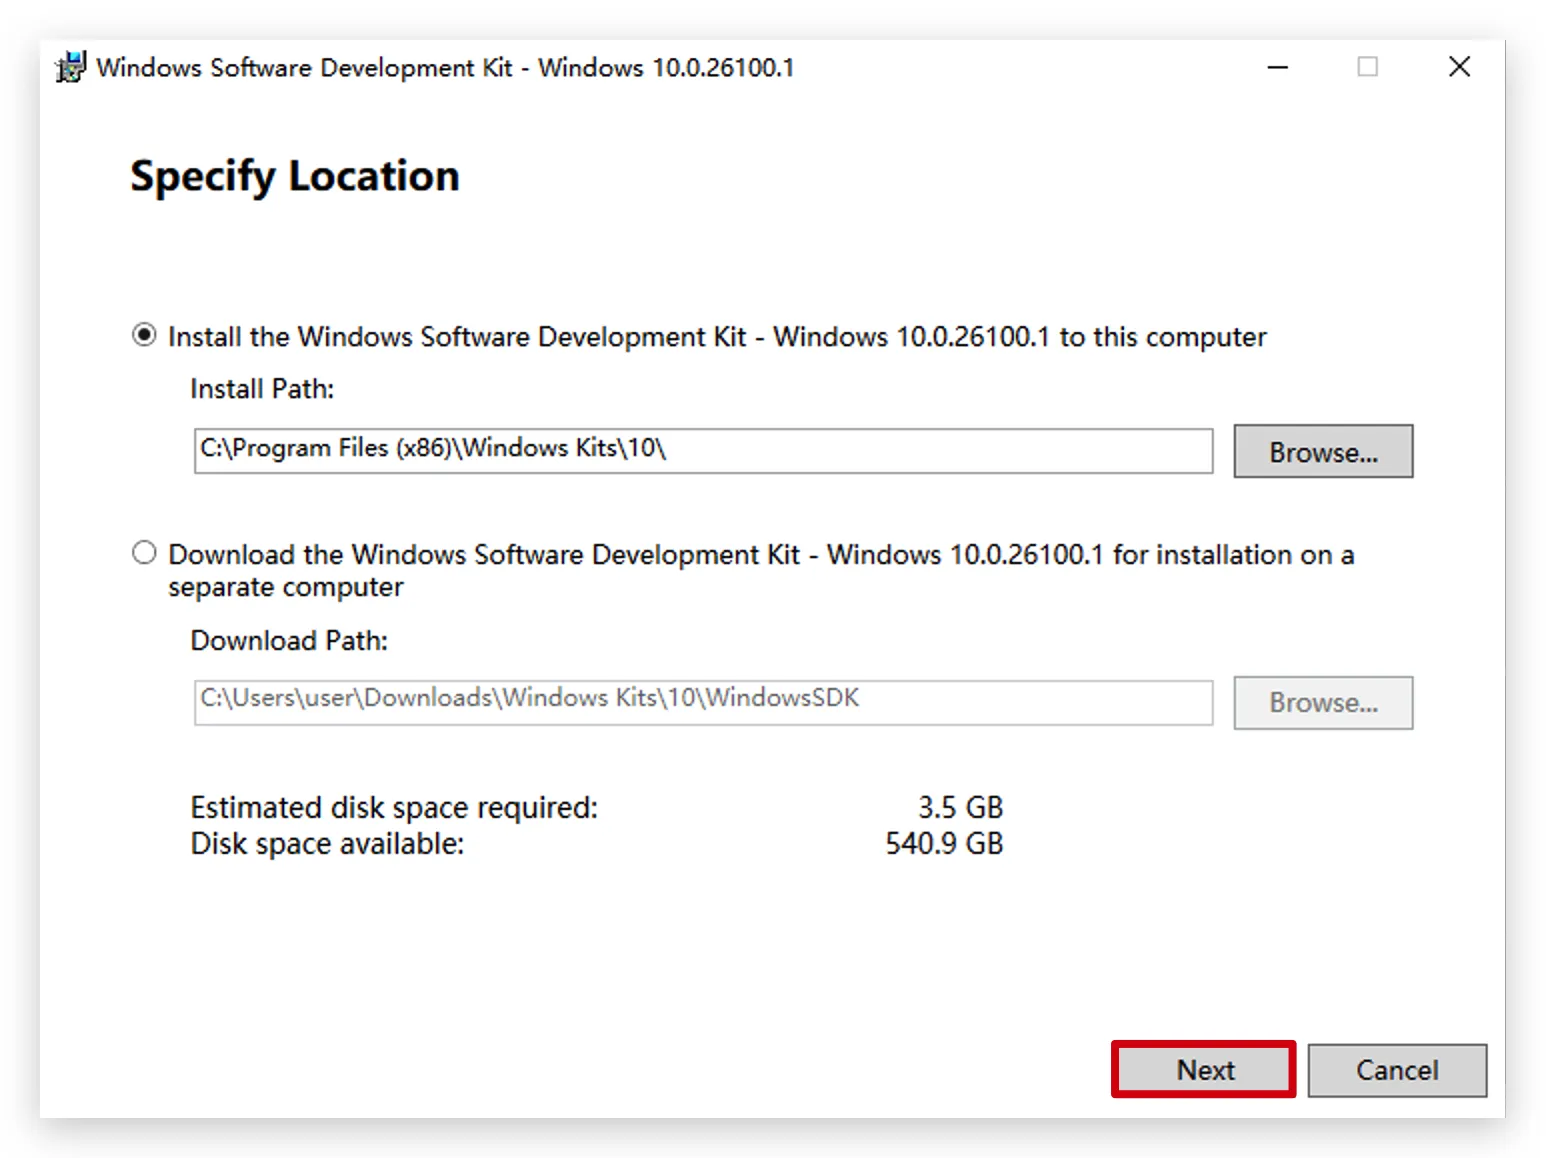 Windows Software Development Kit - Windows 10.0.26100.1
Specify Location
Install the Windows Software Development Kit - Windows 10.0.26100.1 to this computer
Install Path:
C:\Program Files (x86)\Windows Kits\10\
Browse...
Download the Windows Software Development Kit - Windows 10.0.26100.1 for installation on a
separate computer
Download Path:
C:\Users\user\Downloads\Windows Kits\10\WindowsSDK
Browse...
Estimated disk space required: 3.5 GB
Disk space available: 540.9 GB
Next Cancel